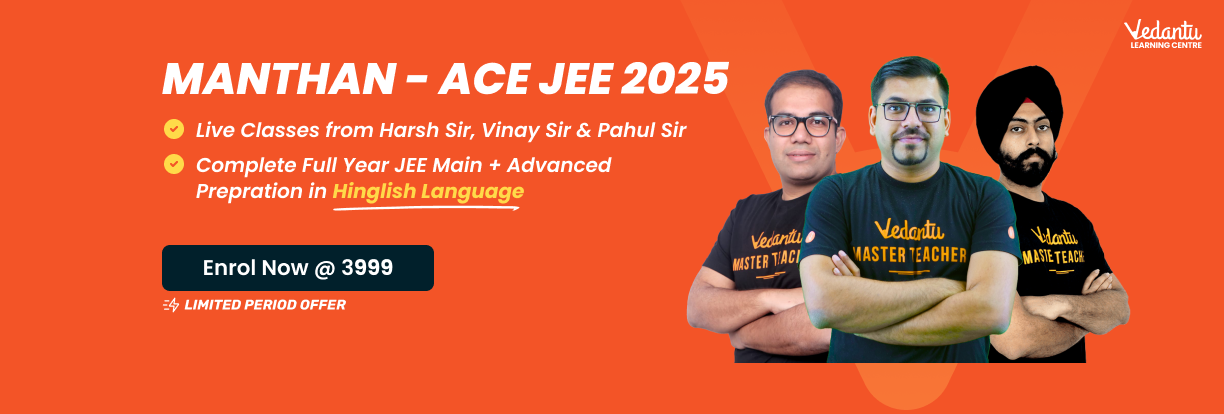 Vedantu
LEARNING CENTRE
MANTHAN - ACE JEE 2025
Live Classes from Harsh Sir, Vinay Sir & Pahul Sir
Complete Full Year JEE Main + Advanced
Prepration in Hinglish Language
Enrol Now @ 3999
LIMITED PERIOD OFFER
Vedantu
MASTER TEACH
Vedantu
MASTER TEACHER
Vedantu
MASTE TEACHE